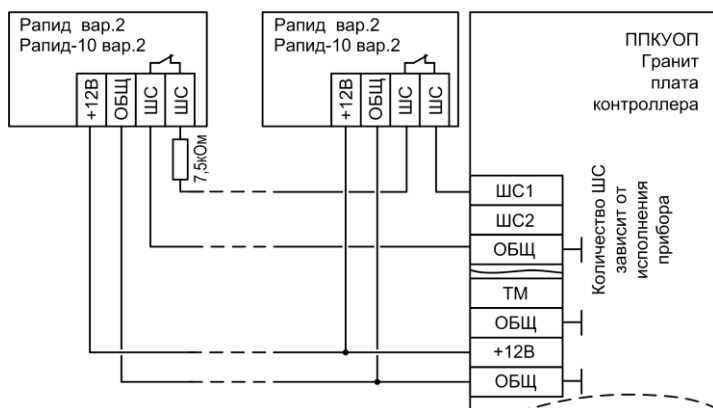 Рапид вар.2
Рапид-10 вар.2
+12В
ОБЩ
ШС
ШС
7,5кОм
Рапид вар.2
Рапид-10 вар.2
+12В
ОБЩ
ШС
ШС
ППКУОП
Гранит
плата
контроллера
ШС1
ШС2
ОБЩ
ТМ
ОБЩ
+12В
ОБЩ
Количество ШС
зависит от
исполнения
прибора